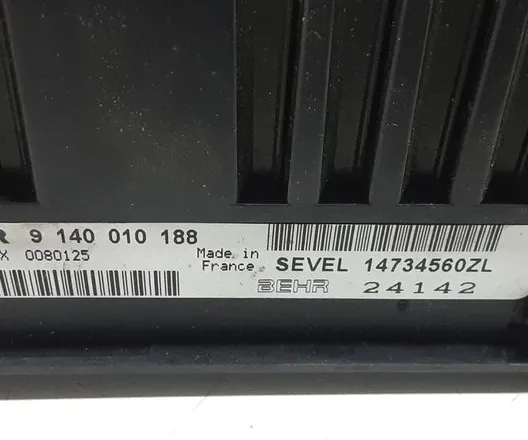 R 9 140 010 188
X 0080125
Made in
France
SEVEL 14734560ZL
BEHR 24142